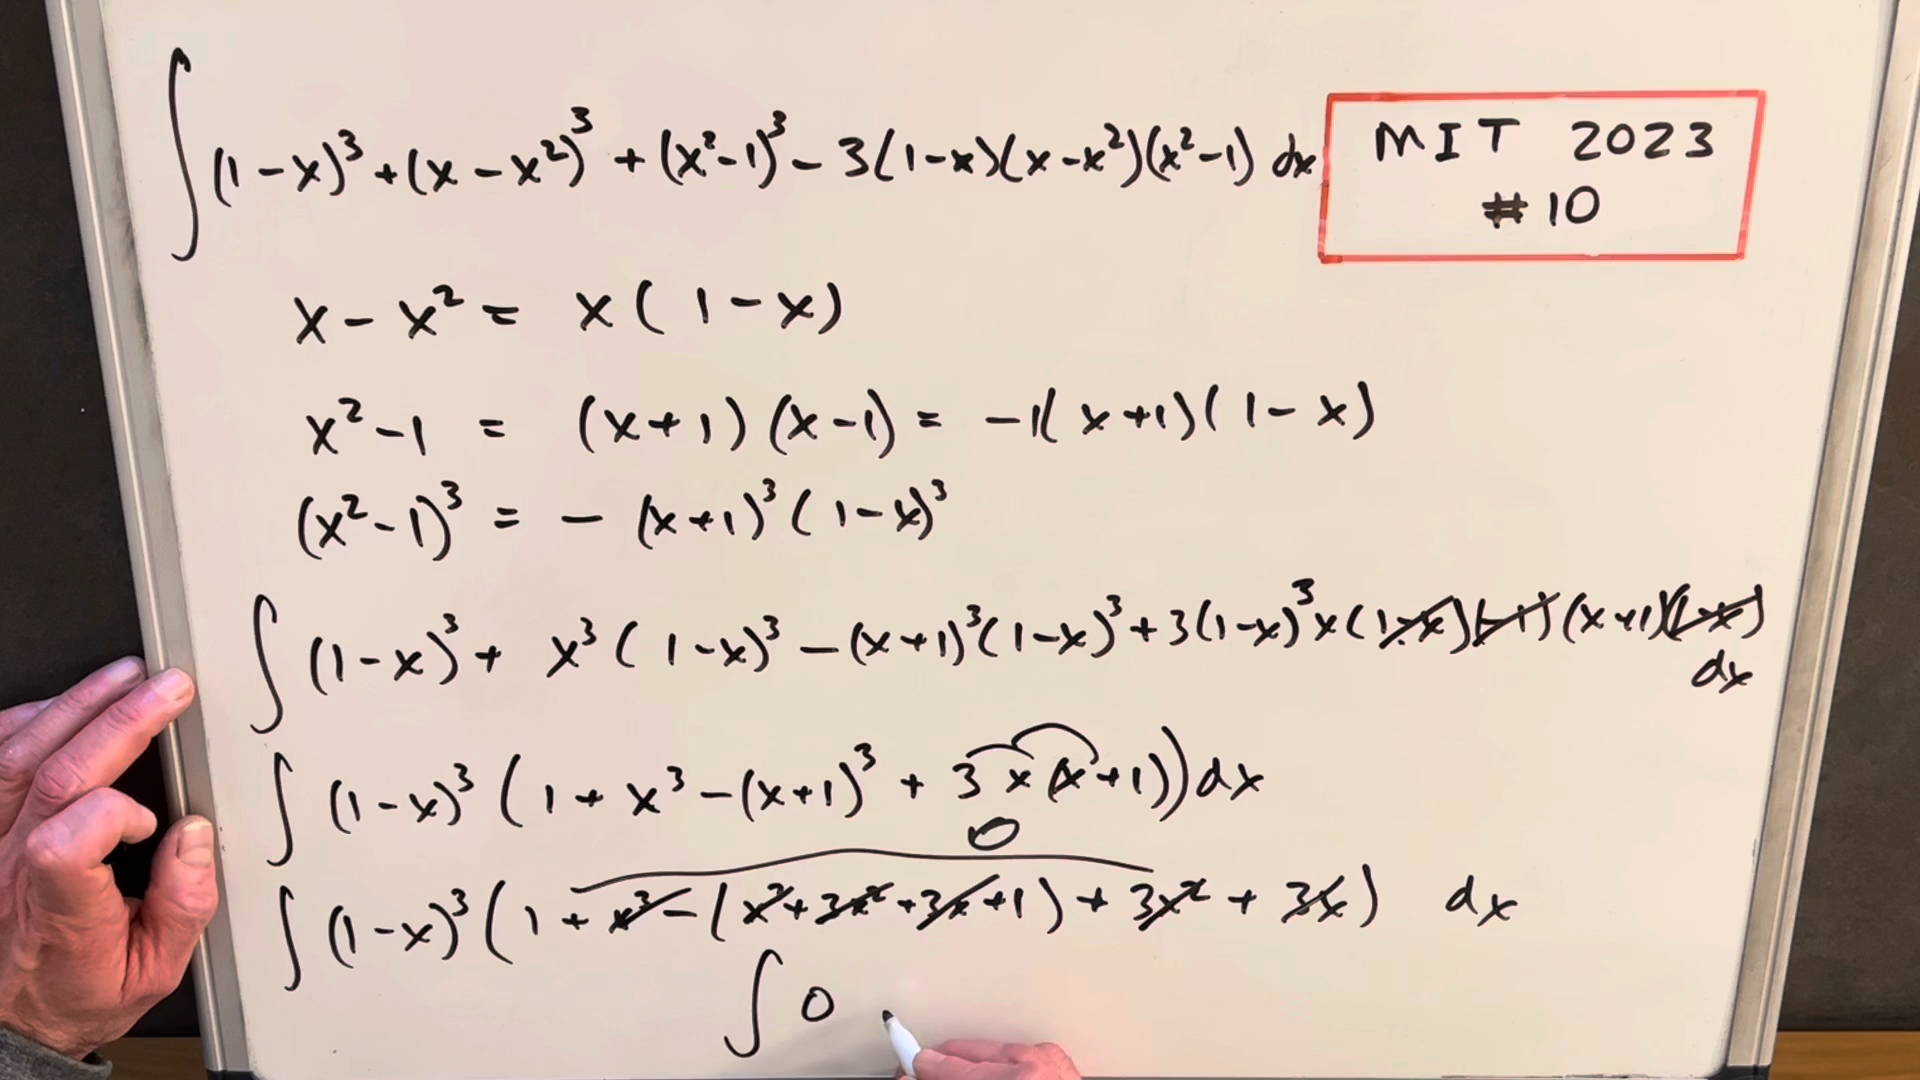 ∫ (1-x)³ + (x - x²)³ + (x²-1)³ - 3(1-x)(x-x²)(x²-1) dx
MIT 2023
#10
x - x² = x(1-x)
x² - 1 = (x+1)(x-1) = -1(x+1)(1-x)
(x²-1)³ = - (x+1)³(1-x)³
∫ (1-x)³ + x³(1-x)³ - (x+1)³(1-x)³ + 3(1-x)³x(1-x)(-1)(x+1)(1-x)
dx
∫ (1-x)³ (1 + x³ - (x+1)³ + 3x(x+1)) dx
0
∫ (1-x)³ (1 + x³ - (x³ + 3x² + 3x + 1) + 3x² + 3x) dx
∫ 0